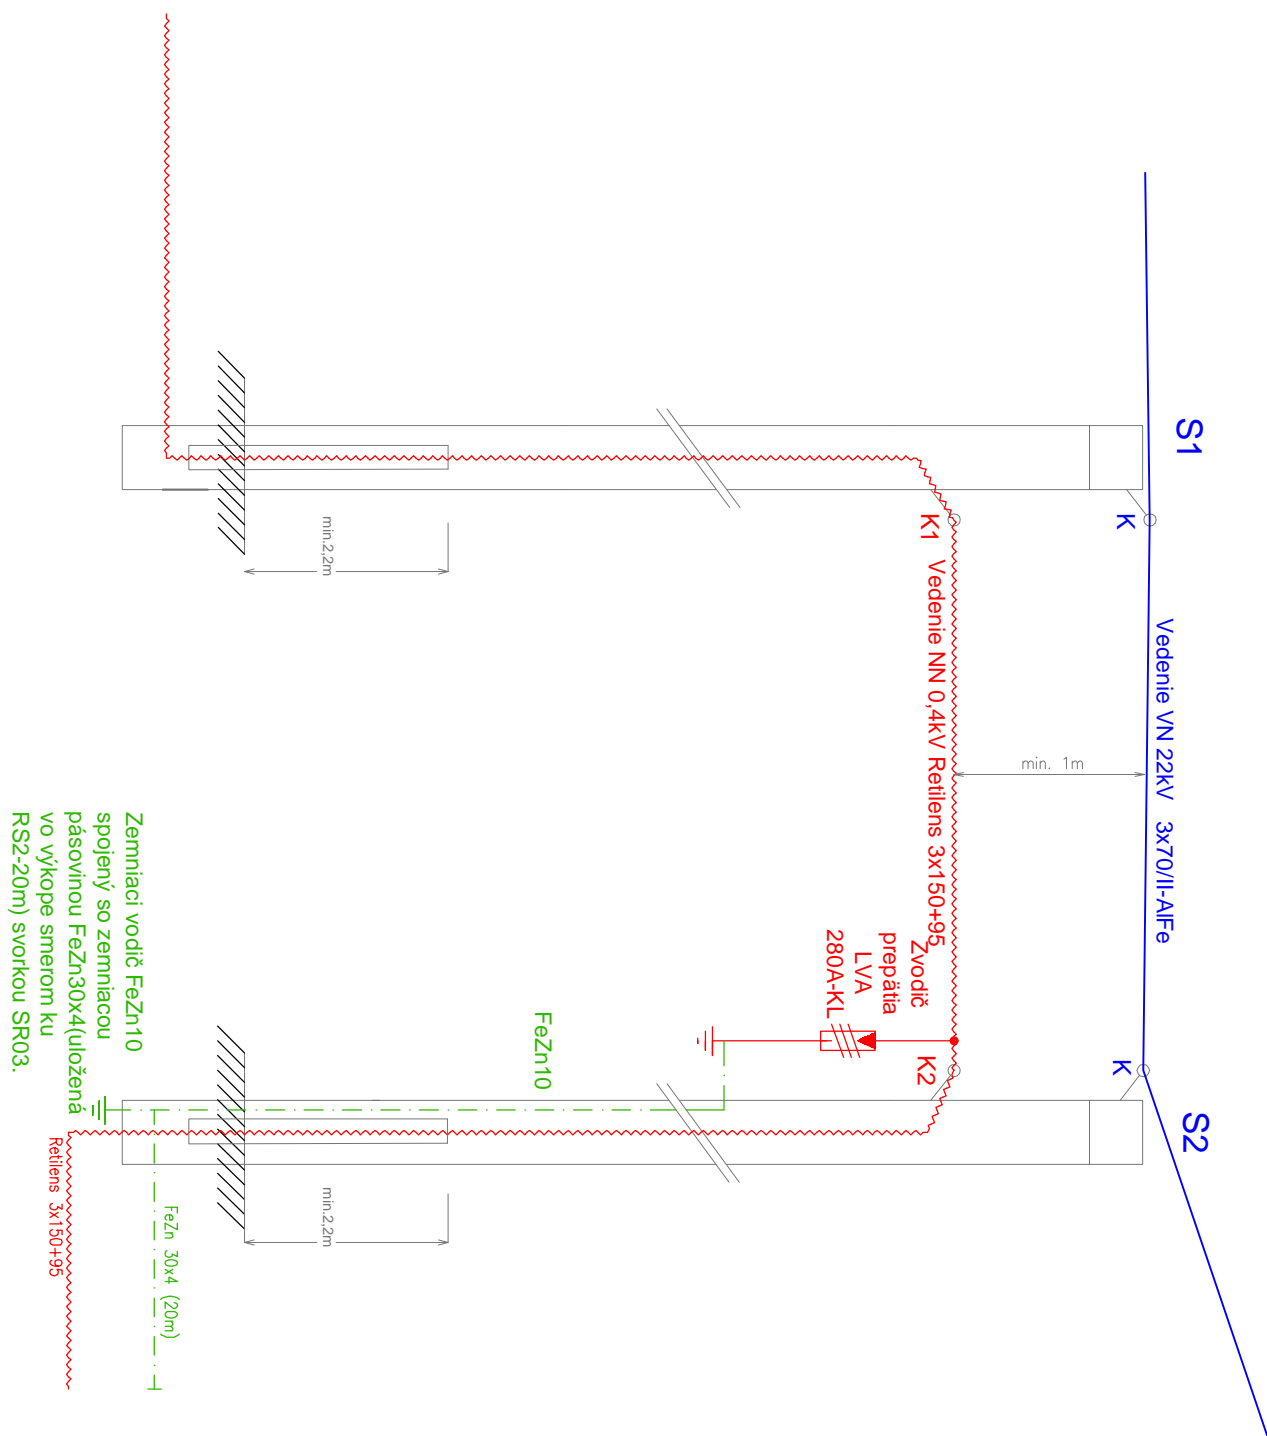 S1
S2
K
K
Vedenie VN 22kV 3x70/II-AlFe
min. 1m
K1
Vedenie NN 0,4kV Retilens 3x150+95
K2
Zvodič
prepätia
LVA
280A-KL
FeZn10
min.2,2m
min.2,2m
Zemniaci vodič FeZn10
spojený so zemniacou
pásovinou FeZn30x4(uložená
vo výkope smerom ku
RS2-20m) svorkou SR03.
FeZn 30x4 (20m)
Retilens 3x150+95